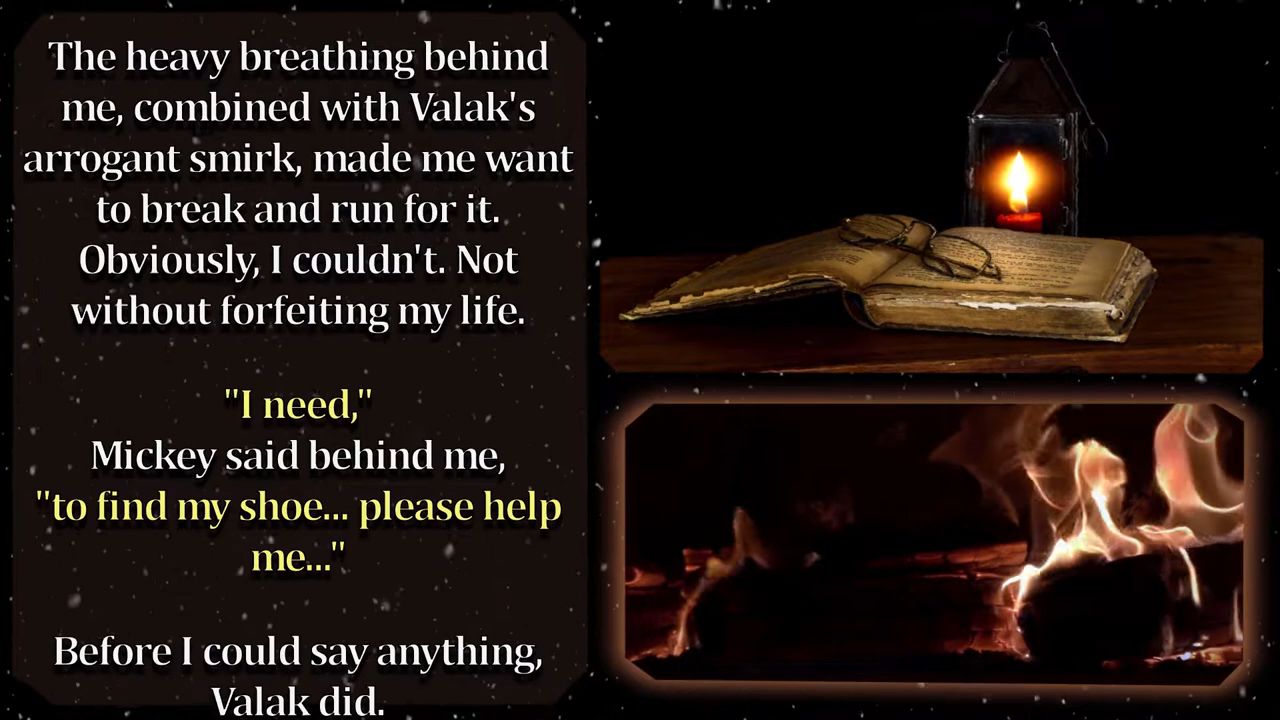 The heavy breathing behind
me, combined with Valak's
arrogant smirk, made me want
to break and run for it.
Obviously, I couldn't. Not
without forfeiting my life.
"I need,"
Mickey said behind me,
"to find my shoe... please help
me..."
Before I could say anything,
Valak did.